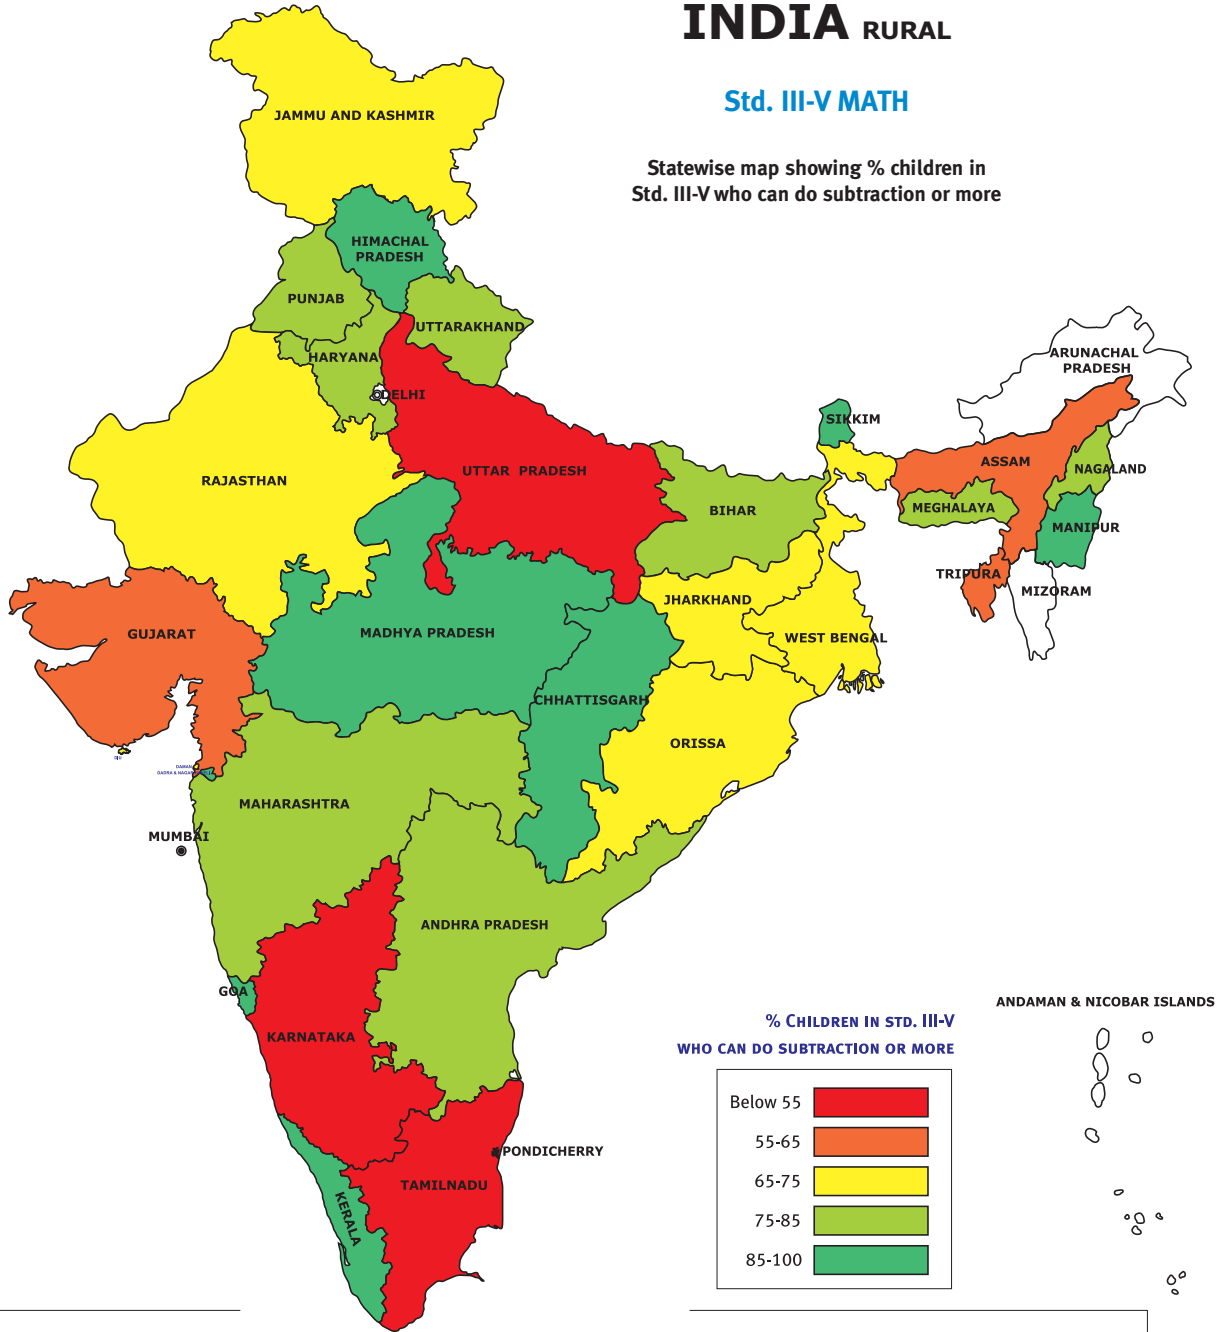 INDIA RURAL
Std. III-V MATH
Statewise map showing % children in
Std. III-V who can do subtraction or more
JAMMU AND KASHMIR
HIMACHAL
PRADESH
PUNJAB
UTTARAKHAND
HARYANA
DELHI
ARUNACHAL
PRADESH
SIKKIM
RAJASTHAN
UTTAR PRADESH
BIHAR
ASSAM
NAGALAND
MEGHALAYA
MANIPUR
TRIPURA
MIZORAM
GUJARAT
MADHYA PRADESH
JHARKHAND
WEST BENGAL
CHHATTISGARH
ORISSA
DIU
DAMAN
DADRA & NAGAR
MAHARASHTRA
MUMBAI
ANDHRA PRADESH
GOA
KARNATAKA
ANDAMAN & NICOBAR ISLANDS
PONDICHERRY
TAMILNADU
KERALA
% CHILDREN IN STD. III-V
WHO CAN DO SUBTRACTION OR MORE
Below 55
55-65
65-75
75-85
85-100